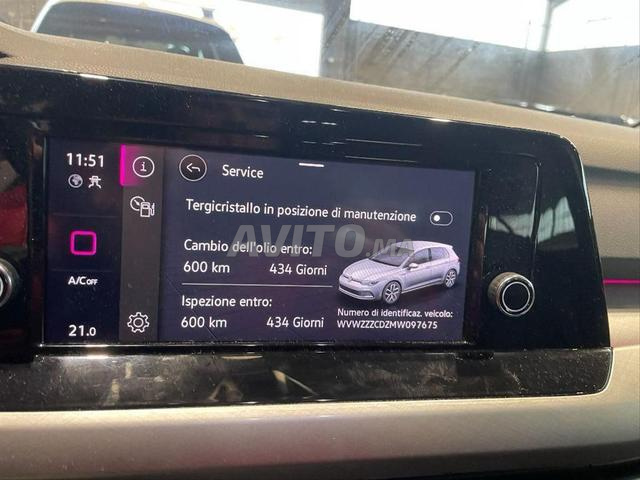 11:51
Service
Tergicristallo in posizione di manutenzione
AVITO.MA
Cambio dell'olio entro:
600 km 434 Giorni
A/C OFF
Ispezione entro:
600 km 434 Giorni
Numero di identificaz. veicolo:
WVWZZZCDZMW097675
21.0